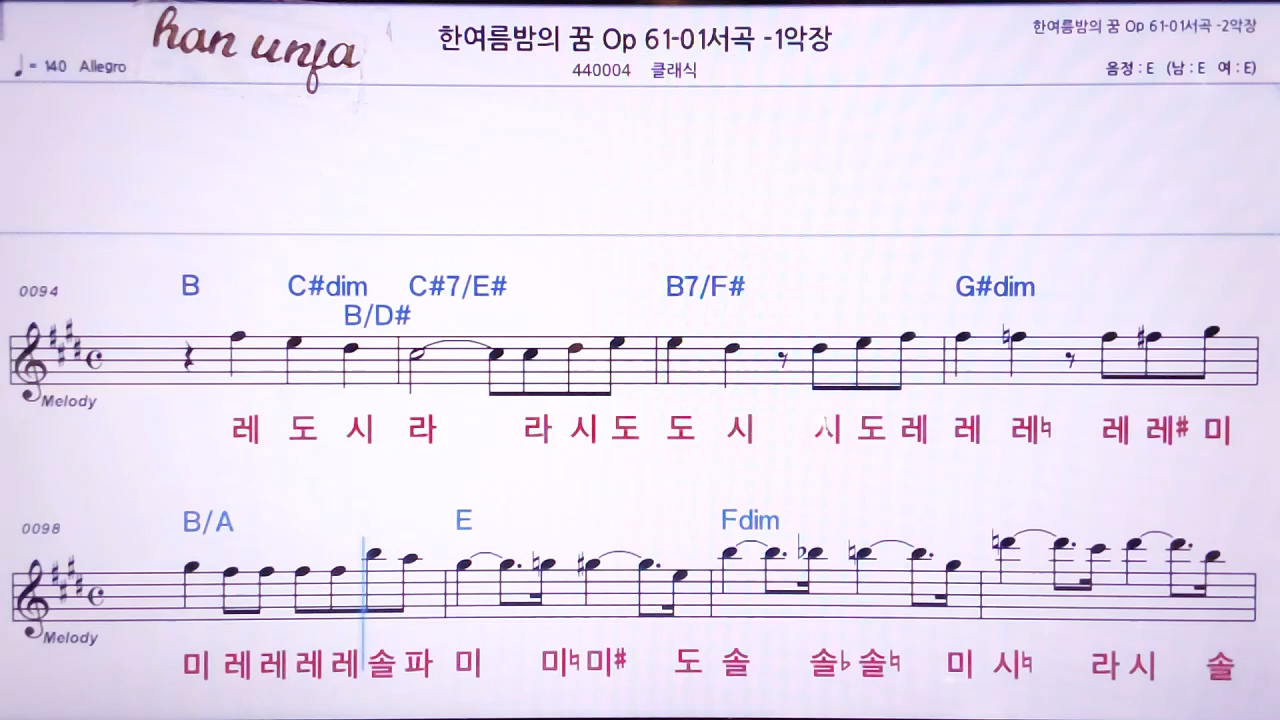 han unfa
한여름밤의 꿈 Op 61-01서곡 -1악장
한여름밤의 꿈 Op 61-01서곡 -2악장
♩= 140 Allegro
440004 클래식
음정 : E (남 : E 여 : E)
0094
B C#dim C#7/E# B7/F# G#dim
B/D#
Melody
레 도 시 라 라 시 도 도 시 시 도 레 레 레♮ 레 레# 미
0098
B/A E Fdim
Melody
미 레 레 레 레 솔 파 미 미♮ 미# 도 솔 솔♭ 솔♮ 미 시♮ 라 시 솔